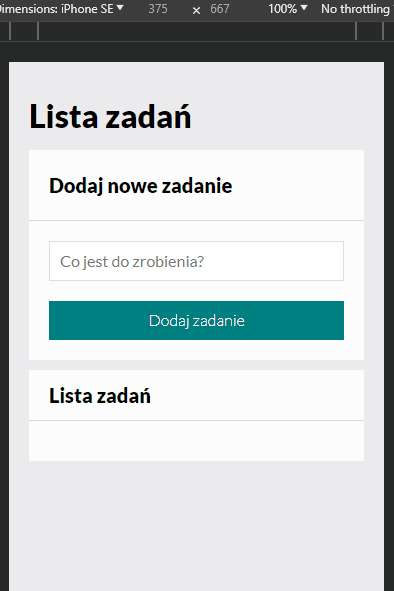 Dimensions: iPhone SE 375 × 667 100% No throttling
Lista zadań
Dodaj nowe zadanie
Co jest do zrobienia?
Dodaj zadanie
Lista zadań